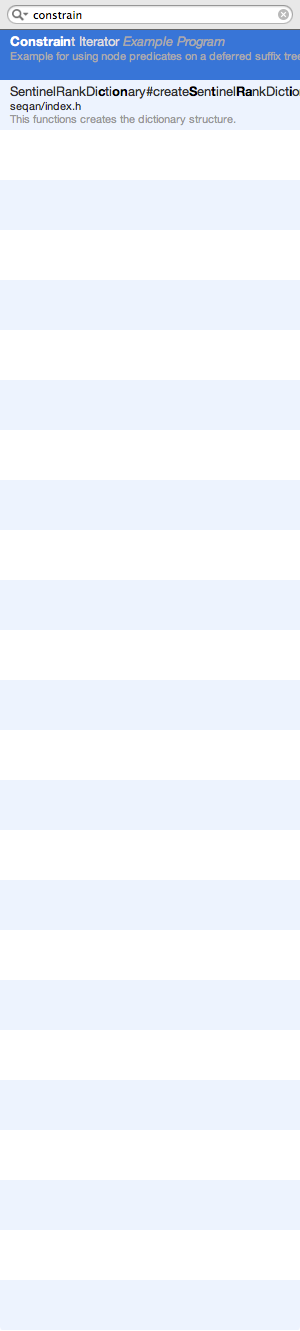 constrain
Constraint Iterator Example Program
Example for using node predicates on a deferred suffix tree
SentinelRankDictionary#createSentinelRankDictio
seqan/index.h
This functions creates the dictionary structure.